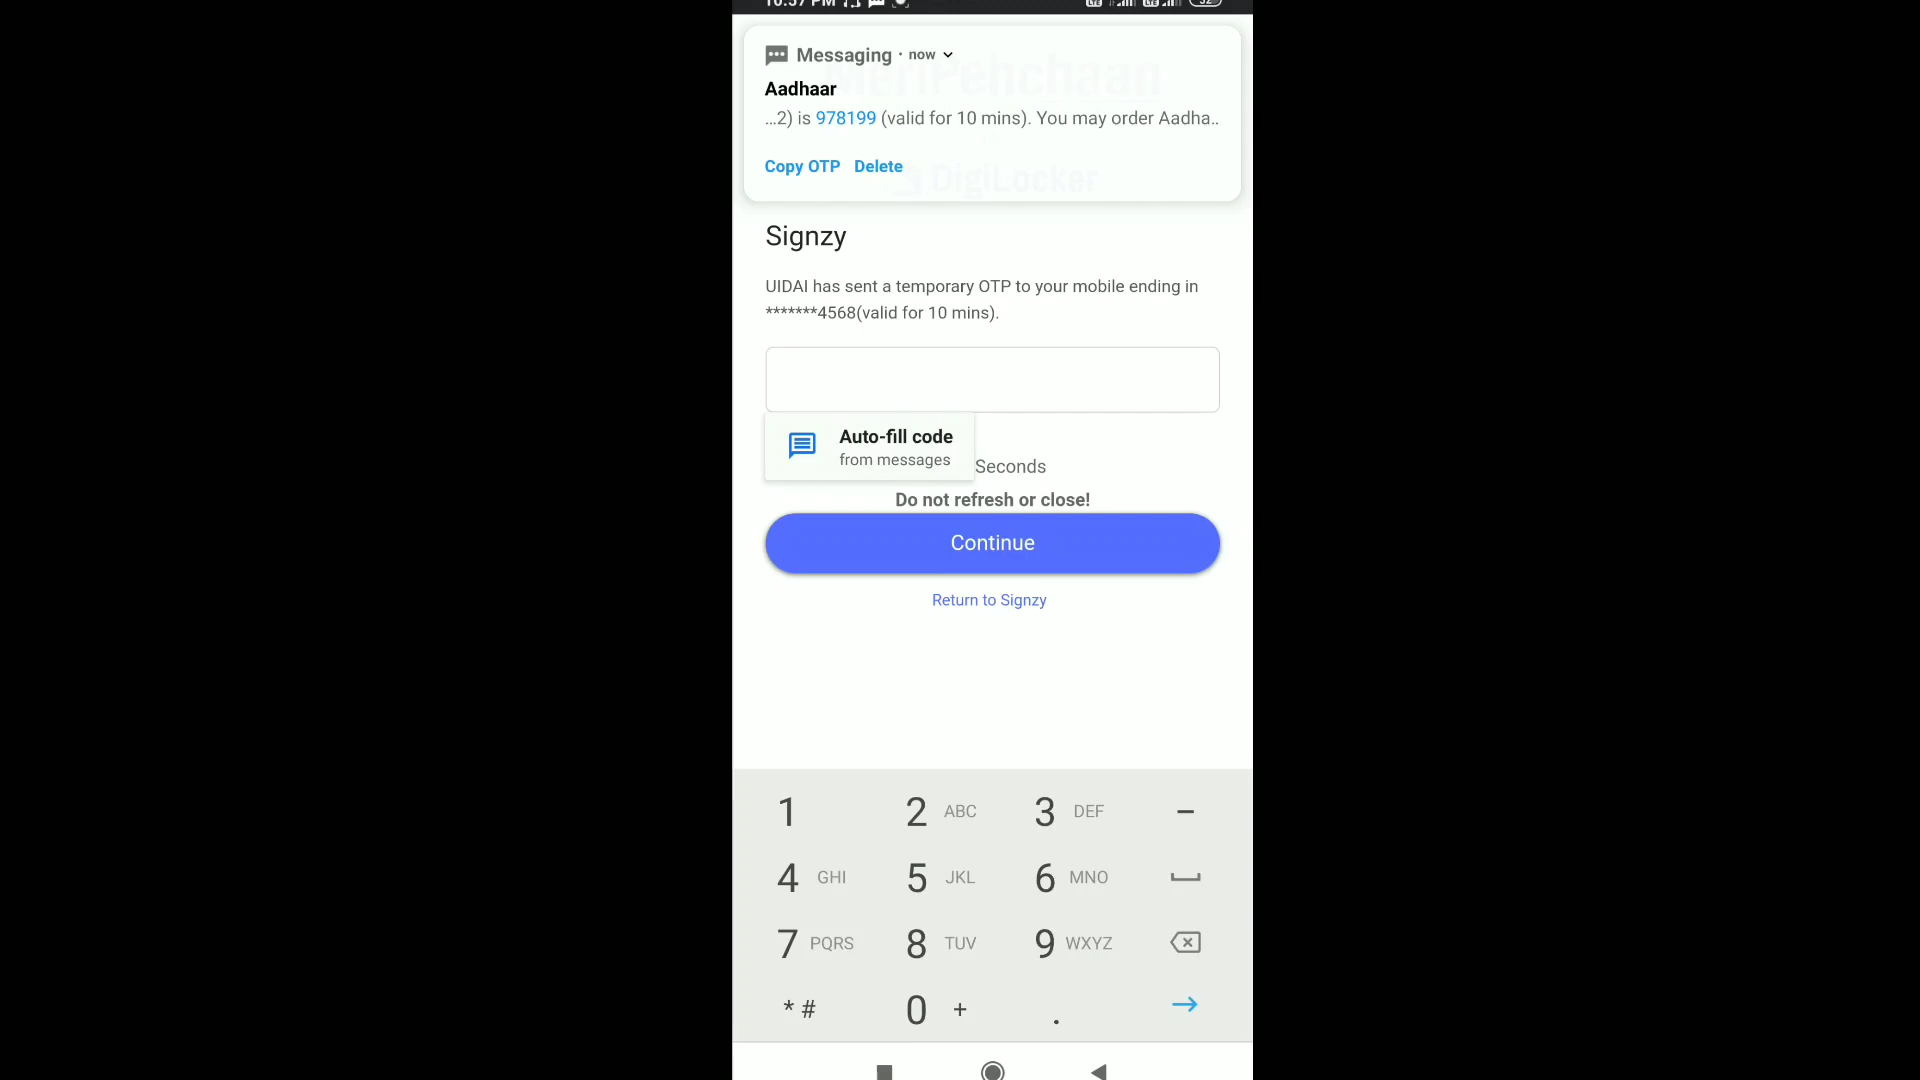 10:57 PM
Messaging · now
MeriPehchaan
Aadhaar
...2) is 978199 (valid for 10 mins). You may order Aadha..
Copy OTP Delete
DigiLocker
Signzy
UIDAI has sent a temporary OTP to your mobile ending in
*******4568(valid for 10 mins).
Auto-fill code
from messages
Seconds
Do not refresh or close!
Continue
Return to Signzy
1 2 ABC 3 DEF –
4 GHI 5 JKL 6 MNO
7 PQRS 8 TUV 9 WXYZ
* # 0 + .